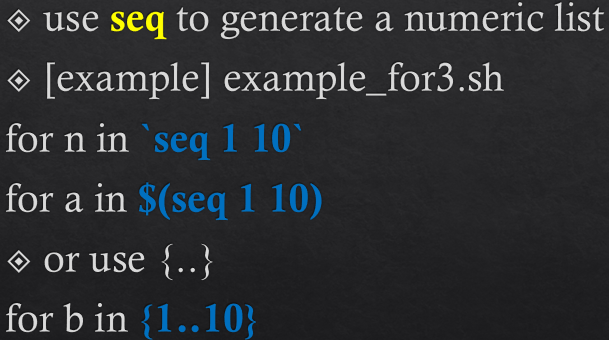 ◈ use seq to generate a numeric list
◈ [example] example_for3.sh
for n in `seq 1 10`
for a in $(seq 1 10)
◈ or use {..}
for b in {1..10}